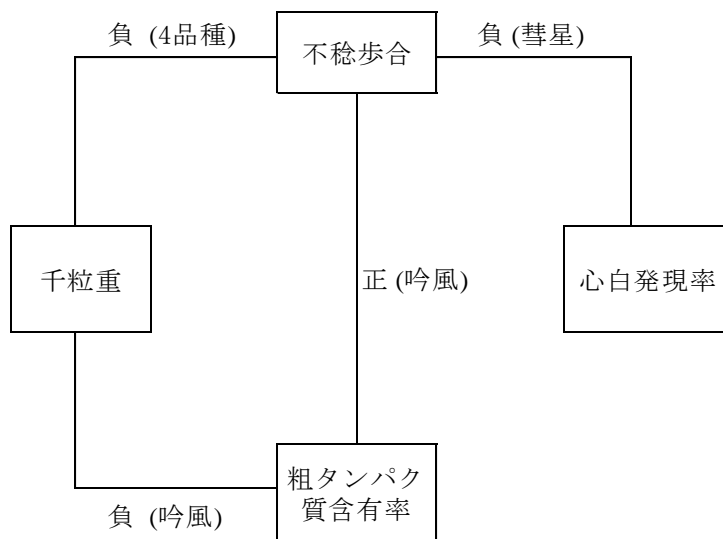 負 (4品種)
不稔歩合
負 (彗星)
千粒重
正 (吟風)
心白発現率
粗タンパク
質含有率
負 (吟風)